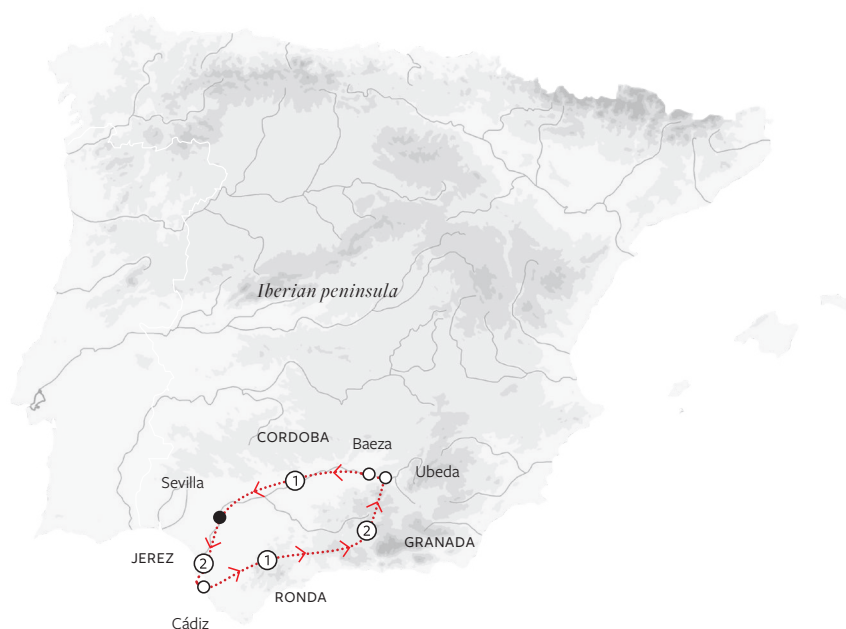 Iberian peninsula
CORDOBA
Baeza
Ubeda
Sevilla
1
2
GRANADA
JEREZ
2
1
RONDA
Cádiz